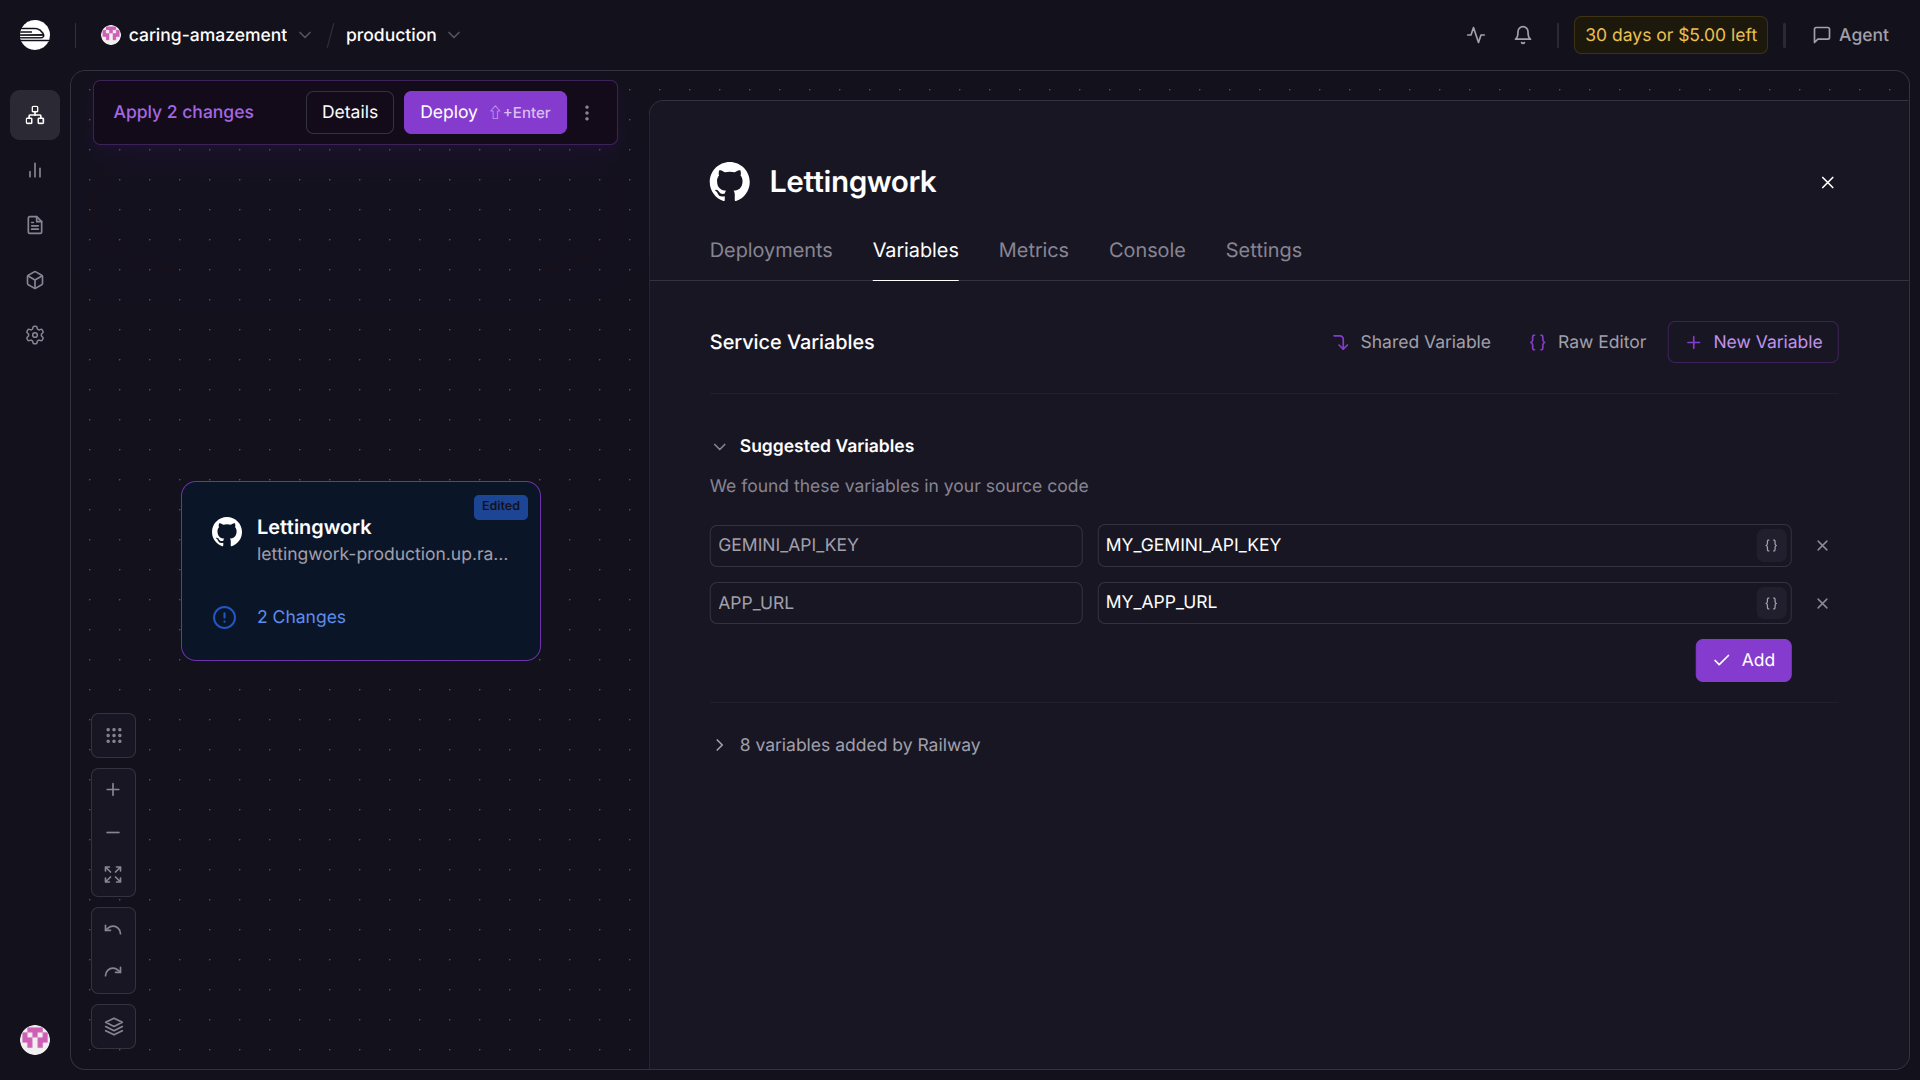 caring-amazement / production
30 days or $5.00 left
Agent
Apply 2 changes
Details
Deploy ⇧+Enter
Lettingwork
Deployments
Variables
Metrics
Console
Settings
Service Variables
Shared Variable
{} Raw Editor
+ New Variable
Suggested Variables
We found these variables in your source code
GEMINI_API_KEY
MY_GEMINI_API_KEY
{}
APP_URL
MY_APP_URL
{}
Add
8 variables added by Railway
Edited
Lettingwork
lettingwork-production.up.ra...
2 Changes